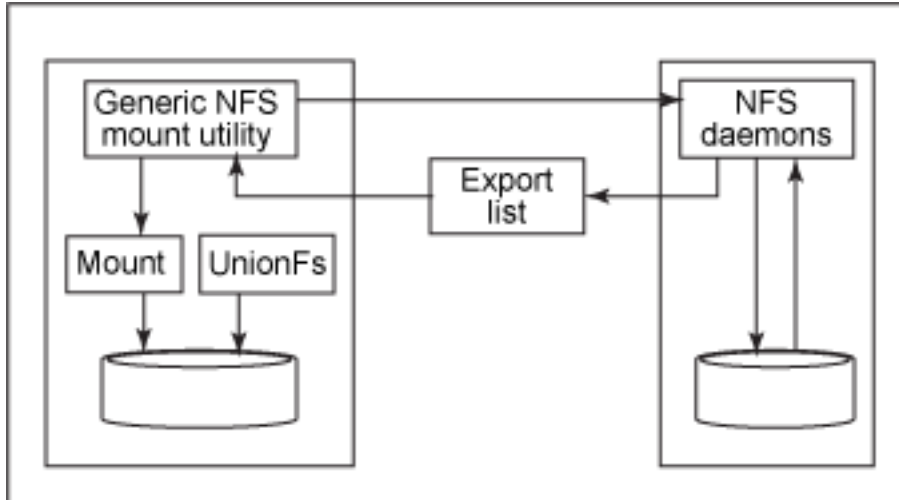 Generic NFS
mount utility
NFS
daemons
Export
list
Mount
UnionFs